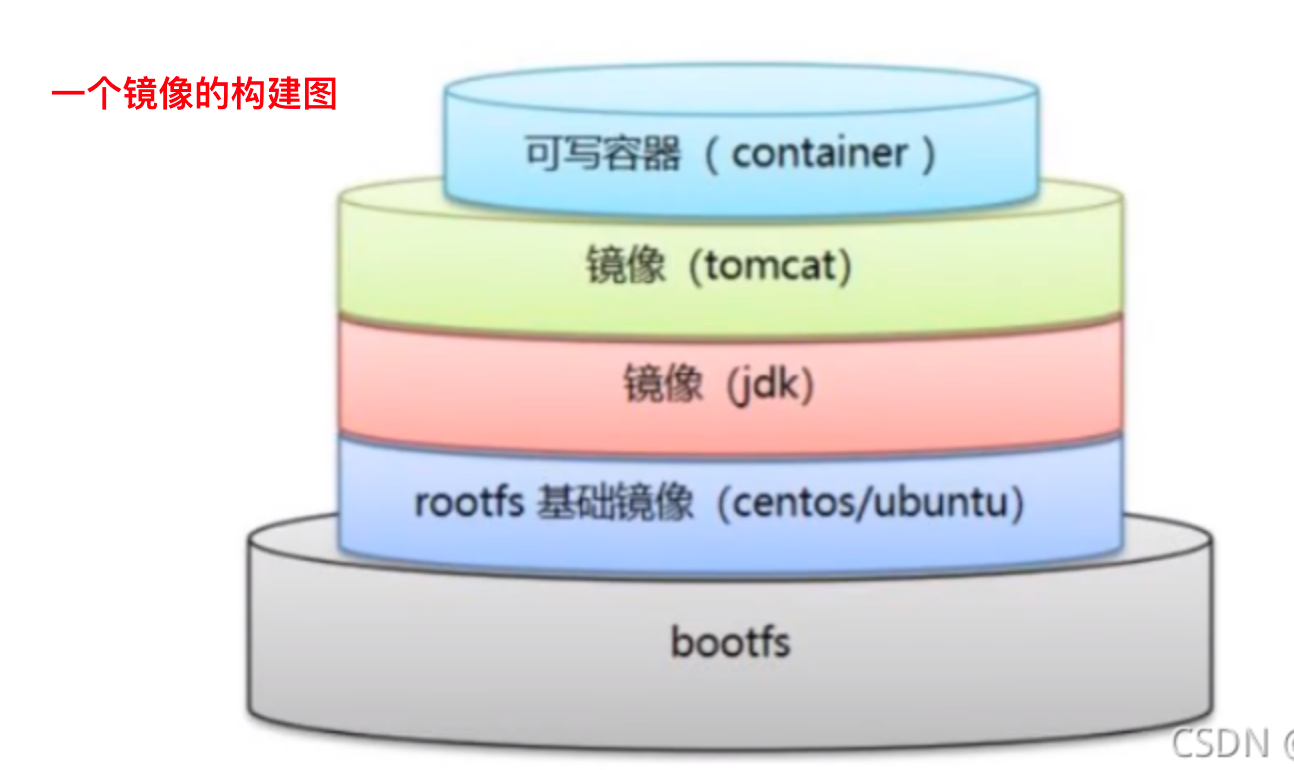 一个镜像的构建图
可写容器（container）
镜像（tomcat）
镜像（jdk）
rootfs 基础镜像（centos/ubuntu）
bootfs
CSDN @